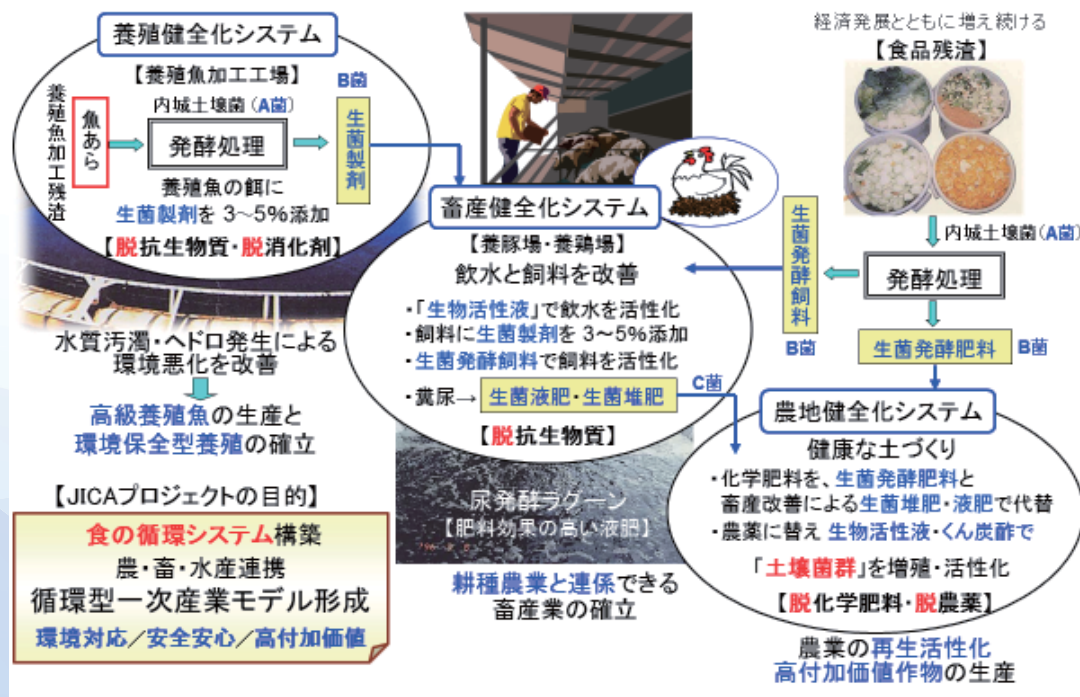 養殖健全化システム
【養殖魚加工工場】
養殖魚加工残渣
魚あら
内城土壌菌（A菌）
発酵処理
B菌
生菌製剤
養殖魚の餌に
生菌製剤を 3～5%添加
【脱抗生物質・脱消化剤】
水質汚濁・ヘドロ発生による
環境悪化を改善
高級養殖魚の生産と
環境保全型養殖の確立
【JICAプロジェクトの目的】
食の循環システム構築
農・畜・水産連携
循環型一次産業モデル形成
環境対応／安全安心／高付加価値
畜産健全化システム
【養豚場・養鶏場】
飲水と飼料を改善
・「生物活性液」で飲水を活性化
・飼料に生菌製剤を 3～5%添加
・生菌発酵飼料で飼料を活性化
・糞尿→ 生菌液肥・生菌堆肥
C菌
【脱抗生物質】
尿発酵ラグーン
【肥料効果の高い液肥】
耕種農業と連係できる
畜産業の確立
経済発展とともに増え続ける
【食品残渣】
内城土壌菌（A菌）
発酵処理
生菌発酵飼料
B菌
生菌発酵肥料
B菌
農地健全化システム
健康な土づくり
・化学肥料を、生菌発酵肥料と
畜産改善による生菌堆肥・液肥で代替
・農薬に替え 生物活性液・くん炭酢で
「土壌菌群」を増殖・活性化
【脱化学肥料・脱農薬】
農業の再生活性化
高付加価値作物の生産